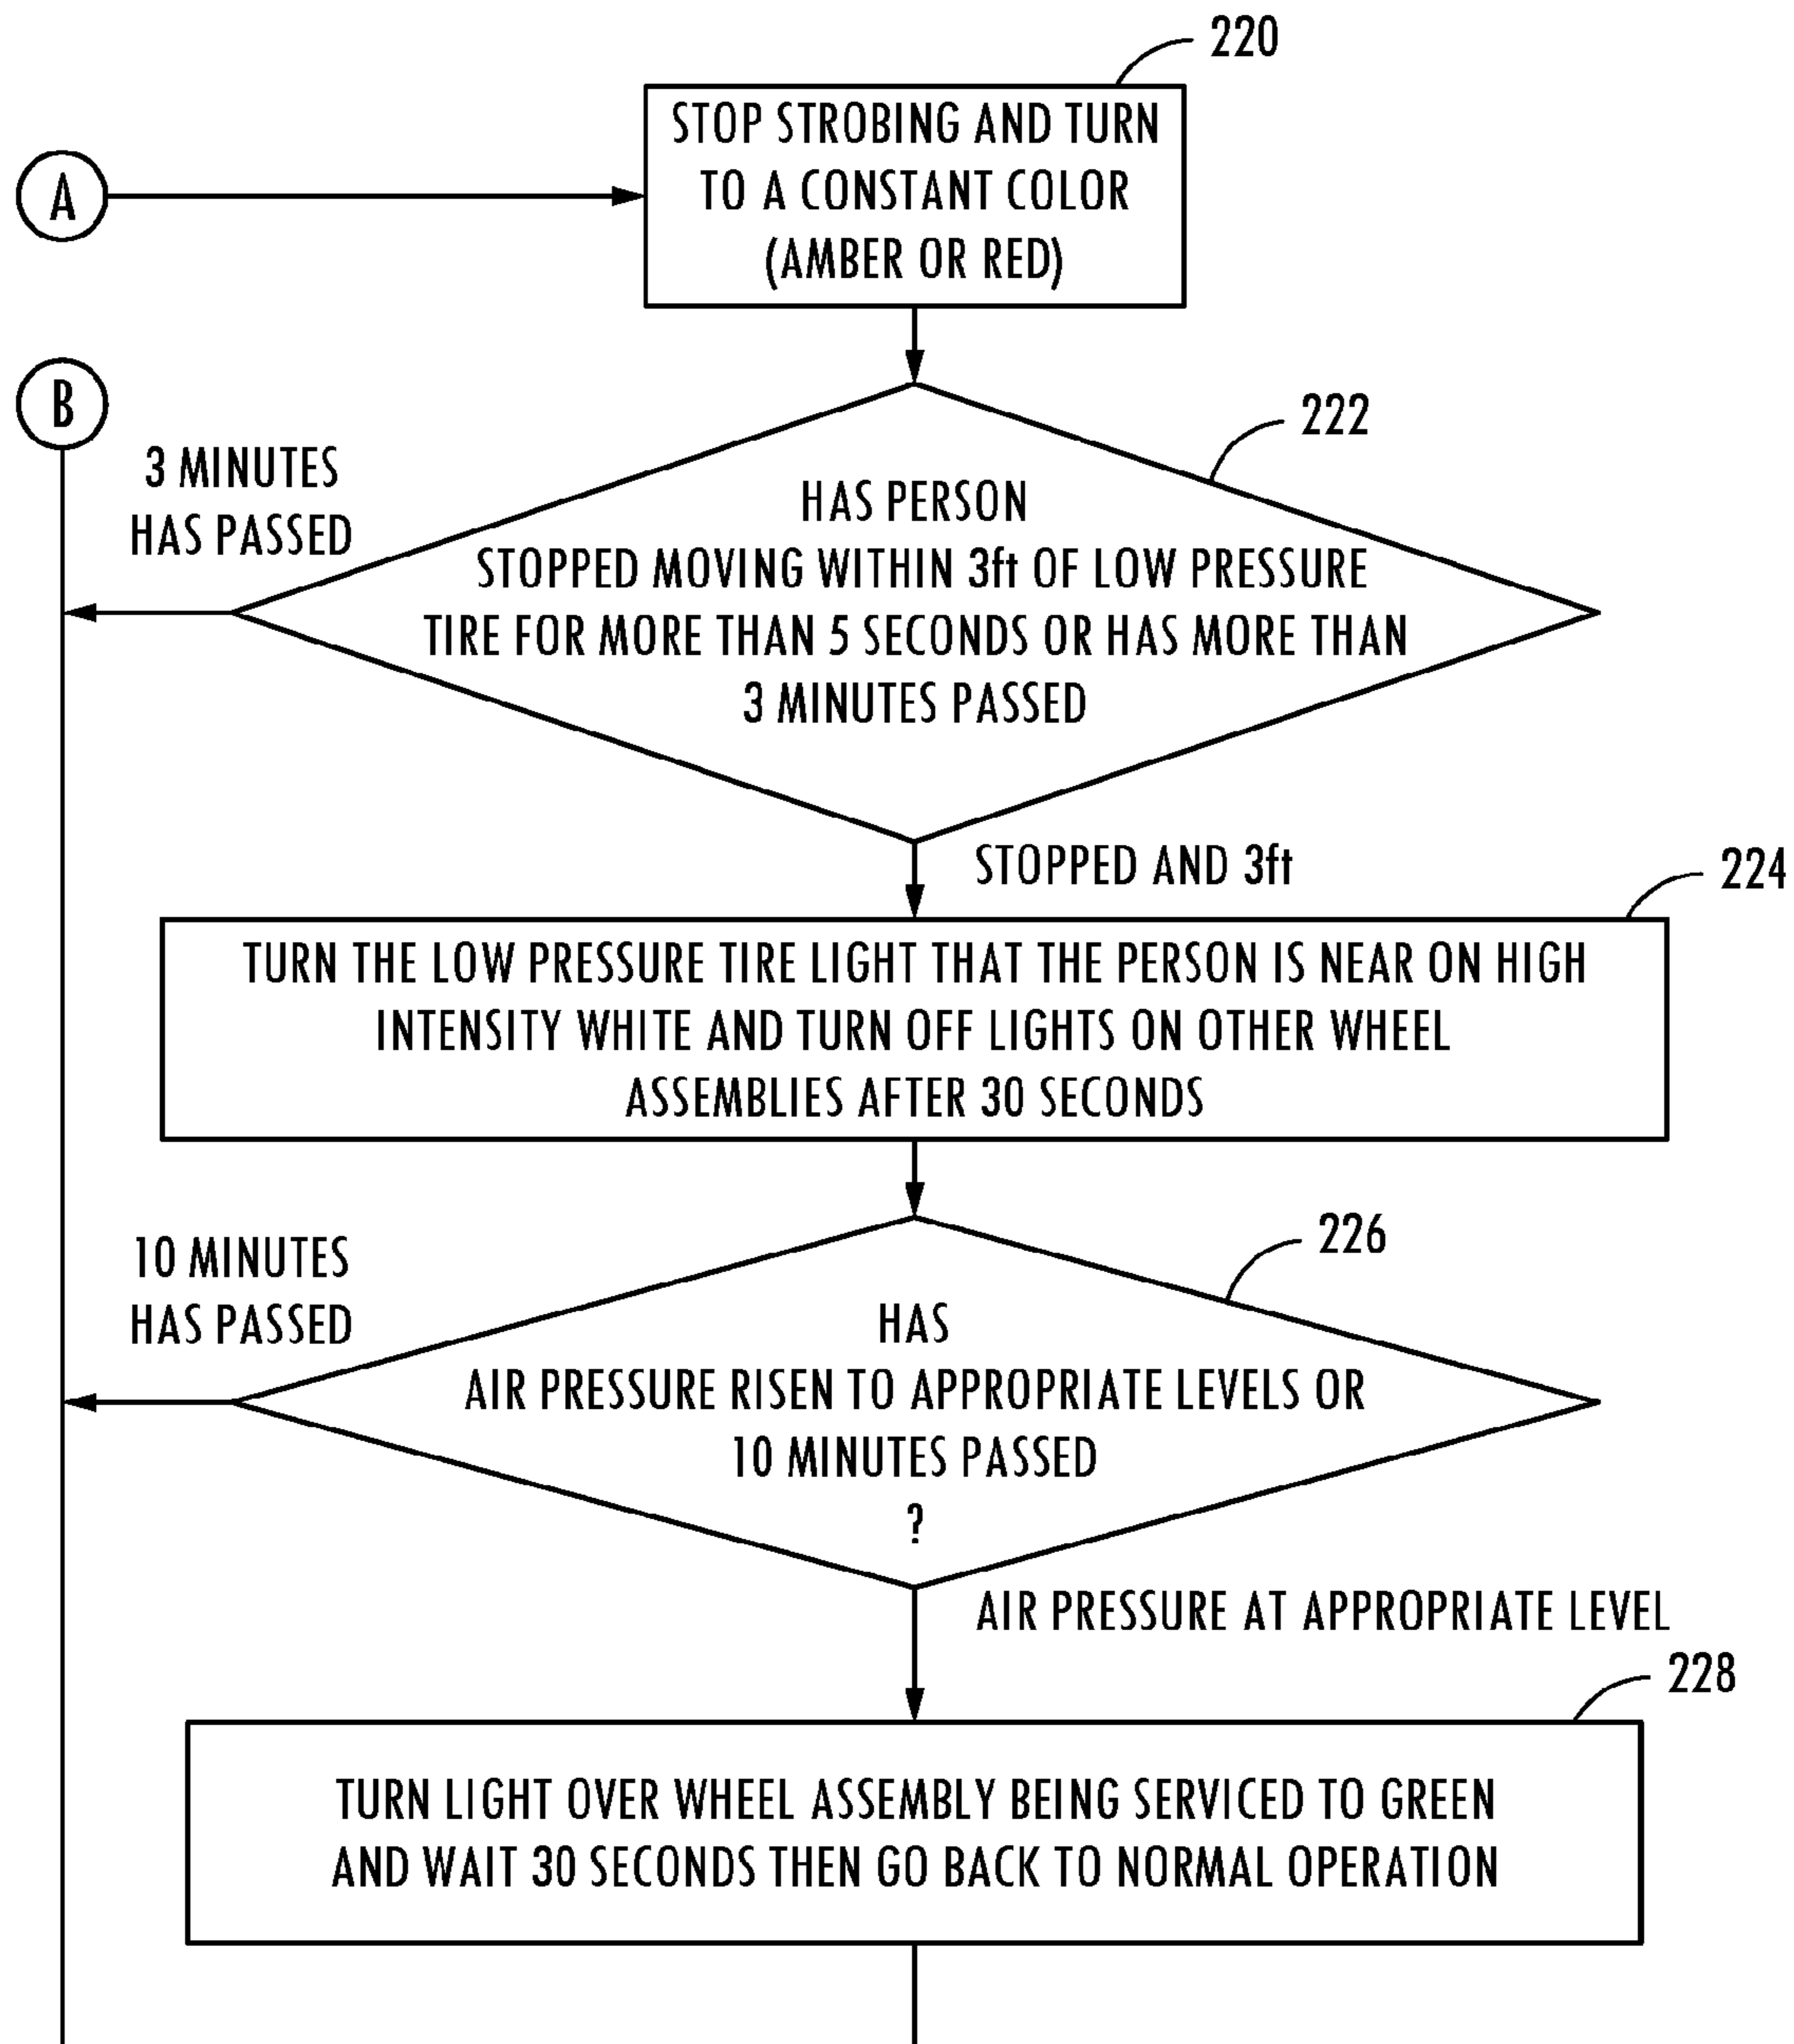 220
STOP STROBING AND TURN
TO A CONSTANT COLOR
(AMBER OR RED)
A
B
3 MINUTES
HAS PASSED
222
HAS PERSON
STOPPED MOVING WITHIN 3ft OF LOW PRESSURE
TIRE FOR MORE THAN 5 SECONDS OR HAS MORE THAN
3 MINUTES PASSED
STOPPED AND 3ft
224
TURN THE LOW PRESSURE TIRE LIGHT THAT THE PERSON IS NEAR ON HIGH
INTENSITY WHITE AND TURN OFF LIGHTS ON OTHER WHEEL
ASSEMBLIES AFTER 30 SECONDS
10 MINUTES
HAS PASSED
226
HAS
AIR PRESSURE RISEN TO APPROPRIATE LEVELS OR
10 MINUTES PASSED
?
AIR PRESSURE AT APPROPRIATE LEVEL
228
TURN LIGHT OVER WHEEL ASSEMBLY BEING SERVICED TO GREEN
AND WAIT 30 SECONDS THEN GO BACK TO NORMAL OPERATION